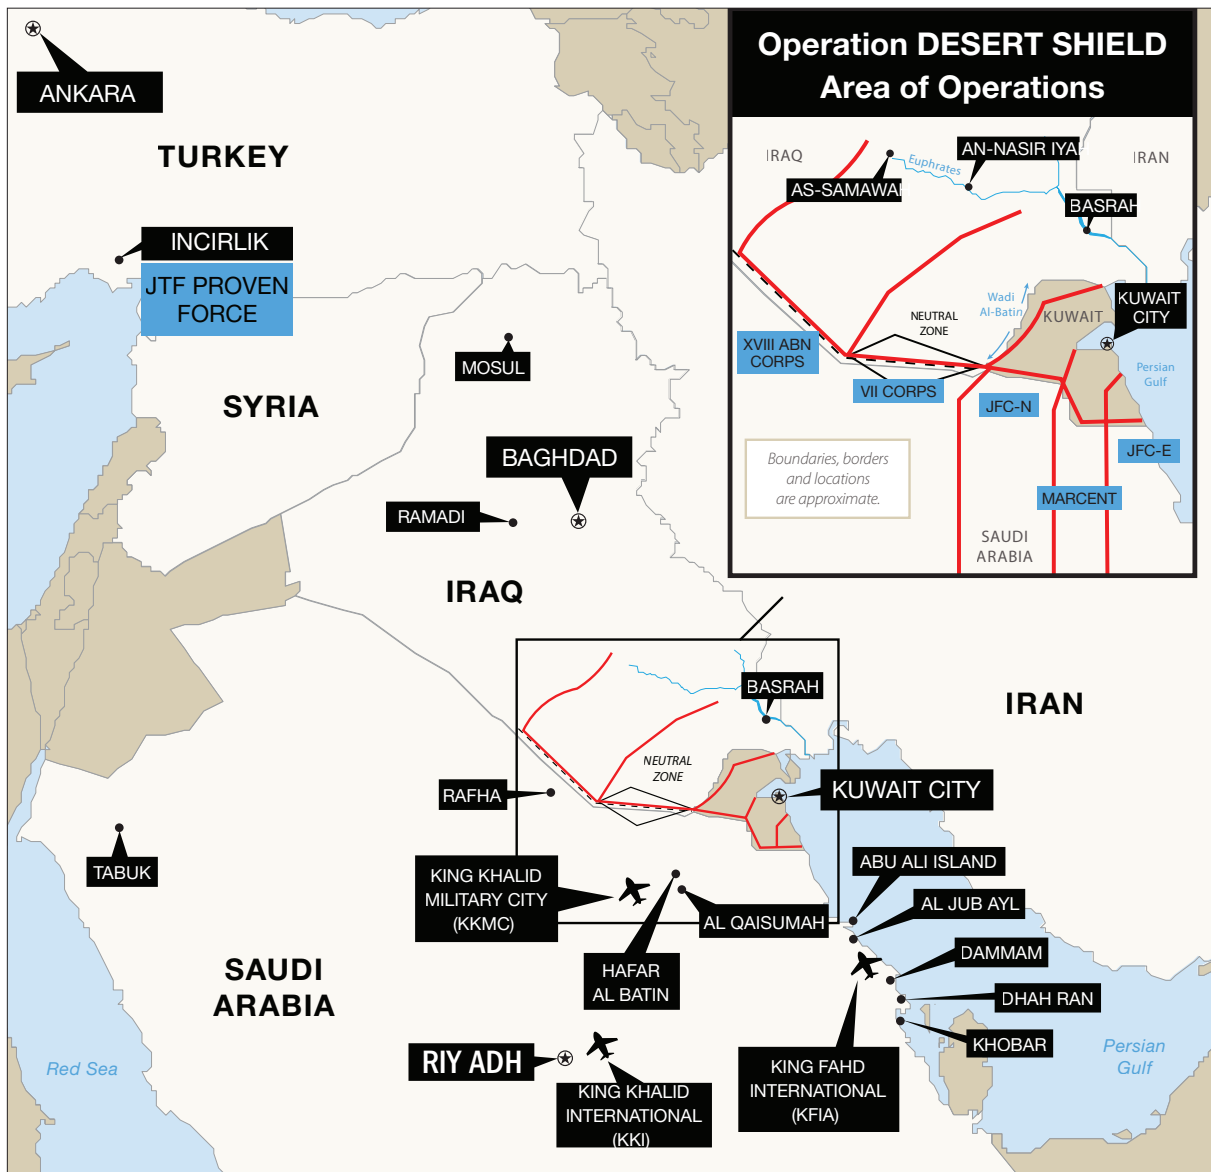 ANKARA
TURKEY
INCIRLIK
JTF PROVEN
FORCE
MOSUL
SYRIA
BAGHDAD
RAMADI
IRAQ
Operation DESERT SHIELD
Area of Operations
IRAQ
AN-NASIR IYA
IRAN
Euphrates
AS-SAMAWAH
BASRAH
Wadi
Al-Batin
KUWAIT
CITY
NEUTRAL
ZONE
KUWAIT
XVIII ABN
CORPS
Persian
Gulf
VII CORPS
JFC-N
JFC-E
Boundaries, borders
and locations
are approximate.
MARCENT
SAUDI
ARABIA
BASRAH
IRAN
NEUTRAL
ZONE
RAFHA
KUWAIT CITY
TABUK
KING KHALID
MILITARY CITY
(KKMC)
ABU ALI ISLAND
AL JUB AYL
AL QAISUMAH
HAFAR
AL BATIN
DAMMAM
SAUDI
ARABIA
DHAH RAN
KHOBAR
RIY ADH
KING KHALID
INTERNATIONAL
(KKI)
KING FAHD
INTERNATIONAL
(KFIA)
Red Sea
Persian
Gulf